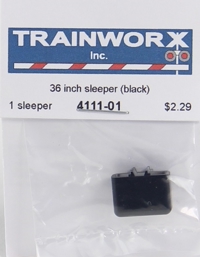 TRAINWORX
Inc.
36 inch sleeper (black)
1 sleeper 4111-01 $2.29